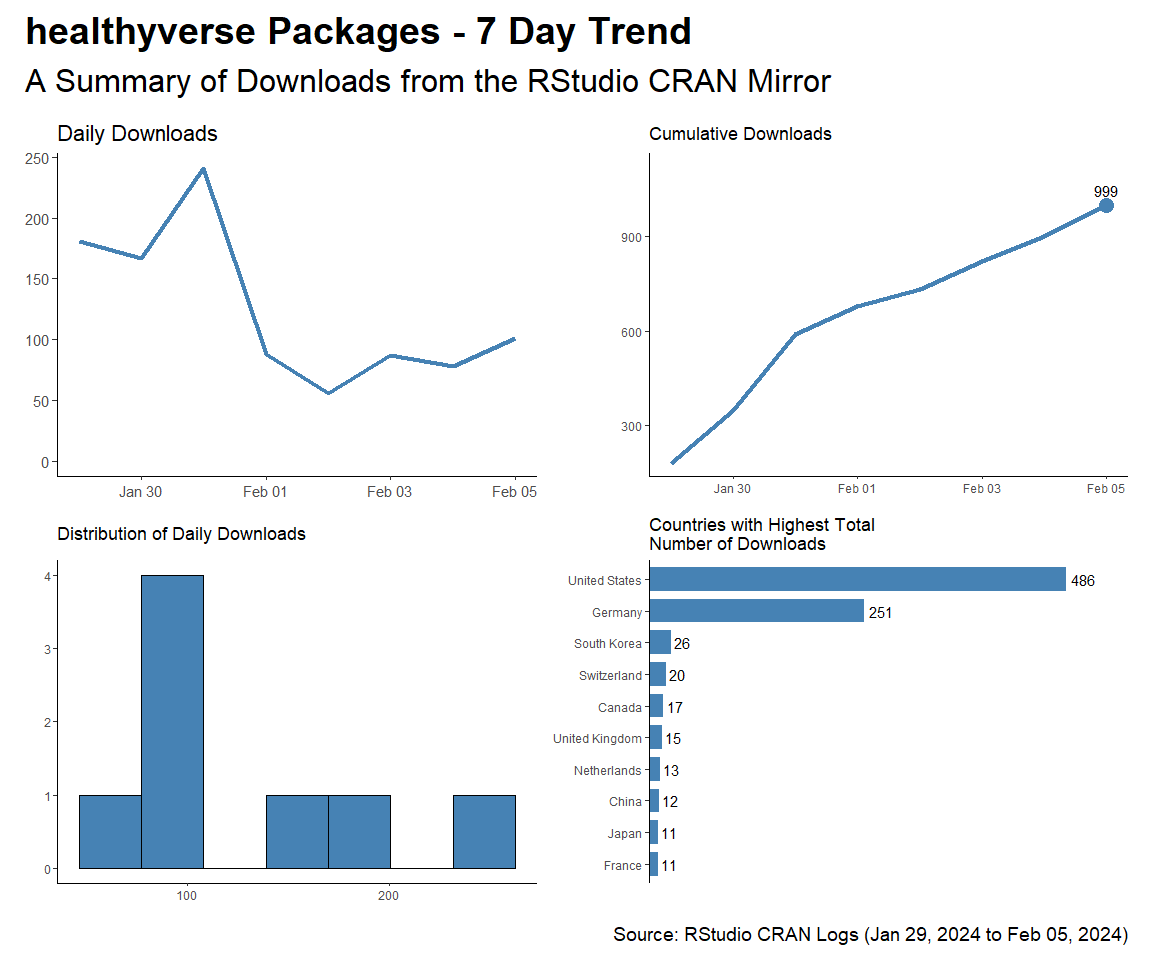 healthyverse Packages - 7 Day Trend
A Summary of Downloads from the RStudio CRAN Mirror
Daily Downloads
250
200
150
100
50
0
Jan 30 Feb 01 Feb 03 Feb 05
Cumulative Downloads
999
900
600
300
Jan 30 Feb 01 Feb 03 Feb 05
Distribution of Daily Downloads
4
3
2
1
0
100 200
Countries with Highest Total
Number of Downloads
United States 486
Germany 251
South Korea 26
Switzerland 20
Canada 17
United Kingdom 15
Netherlands 13
China 12
Japan 11
France 11
Source: RStudio CRAN Logs (Jan 29, 2024 to Feb 05, 2024)